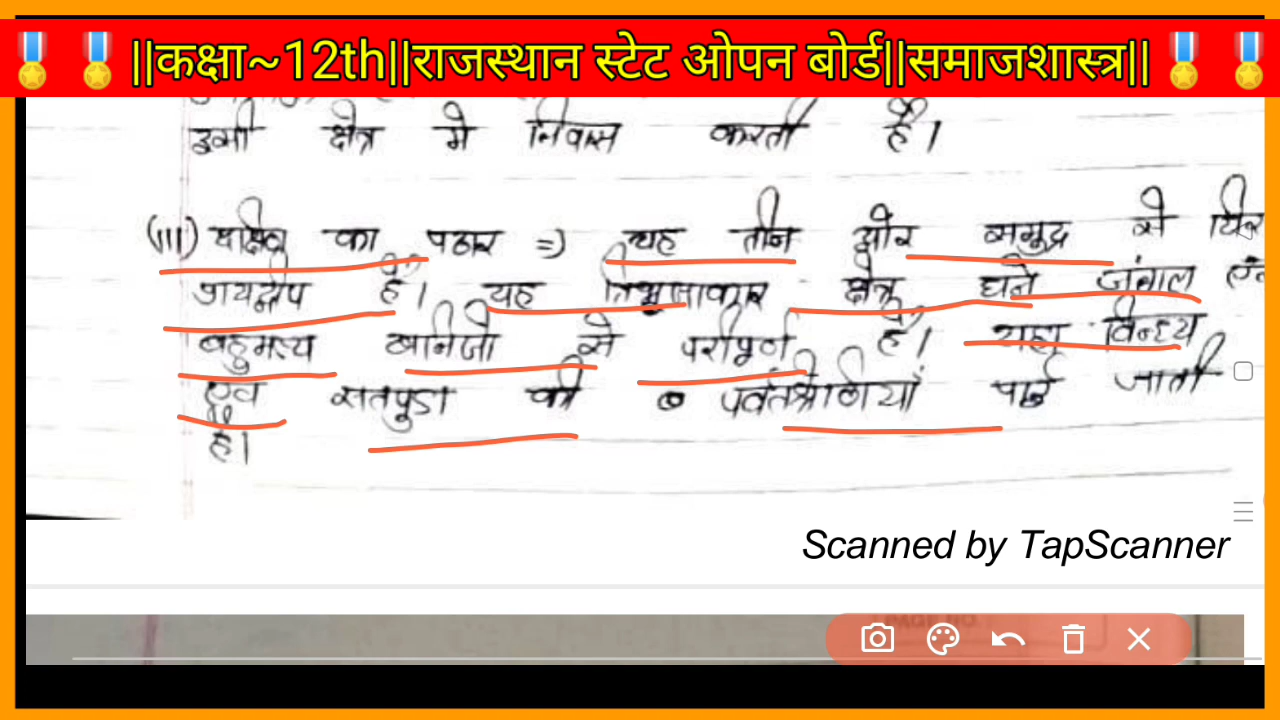 ||कक्षा~12th||राजस्थान स्टेट ओपन बोर्ड||समाजशास्त्र||
इसी क्षेत्र मे निवास करती है।
(iii) दक्षिण का पठार => यह तीन ओर समुद्र से घिरा
प्रायद्वीप है। यह त्रिभुजाकार क्षेत्र घने जंगल एवं
बहुमूल्य खनिजो से परीपूर्ण है। यहा विन्ध्य
एव सतपुडा की पर्वतश्रेणीयां पाई जाती
है।
Scanned by TapScanner